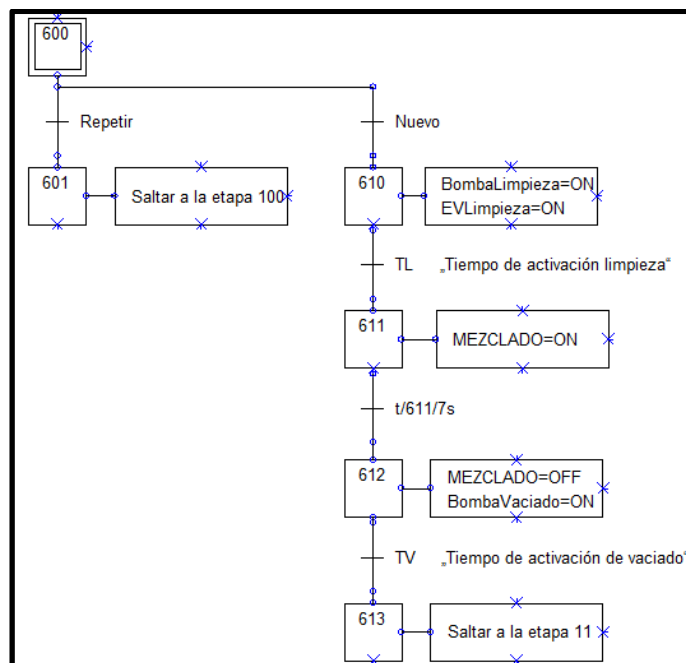 600
Repetir
Nuevo
601
Saltar a la etapa 100
610
BombaLimpieza=ON
EVLimpieza=ON
TL „Tiempo de activación limpieza“
611
MEZCLADO=ON
t/611/7s
612
MEZCLADO=OFF
BombaVaciado=ON
TV „Tiempo de activación de vaciado“
613
Saltar a la etapa 11